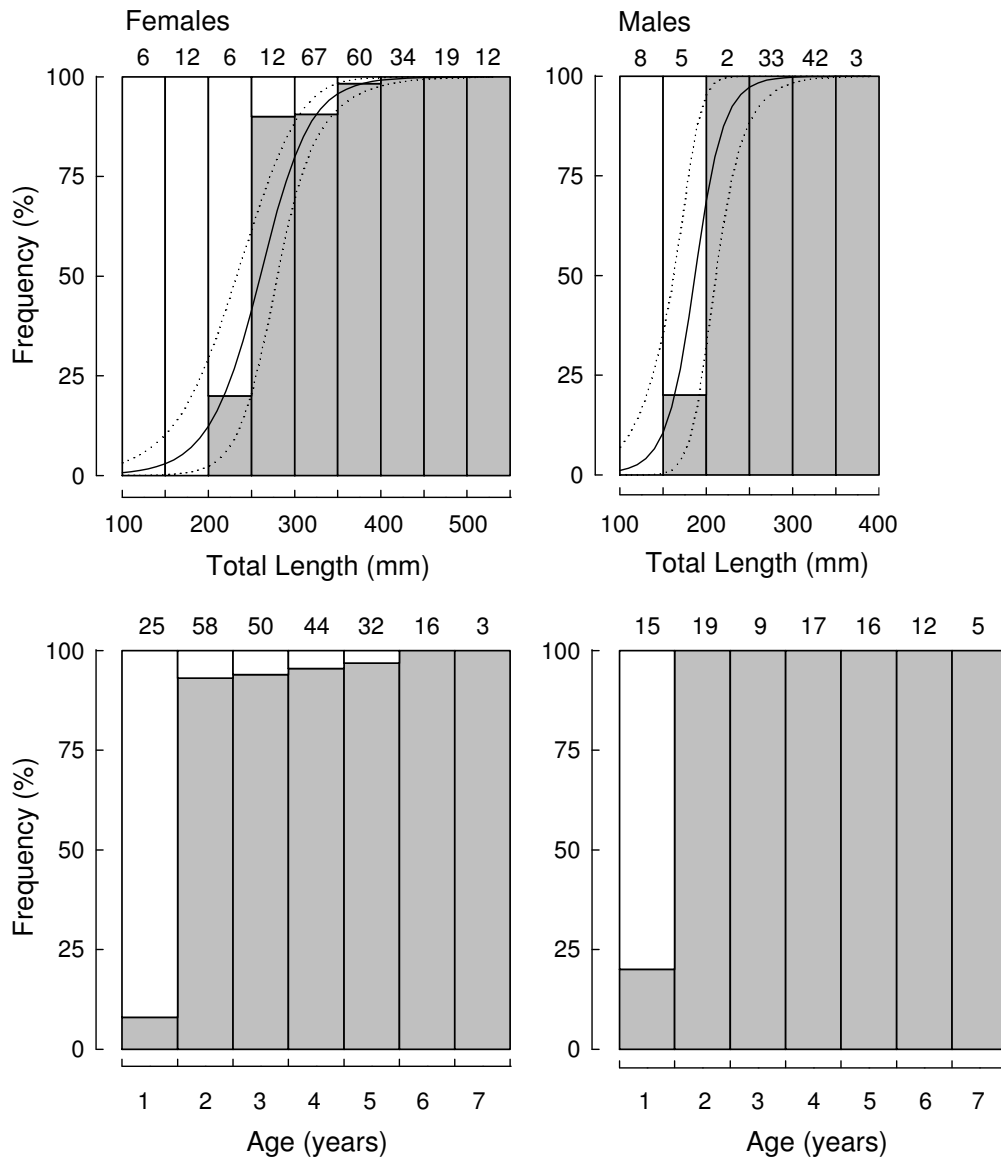 Females
Males
6 12 6 12 67 60 34 19 12
8 5 2 33 42 3
100
75
50
25
0
Frequency (%)
100
75
50
25
0
100 200 300 400 500
100 200 300 400
Total Length (mm)
Total Length (mm)
25 58 50 44 32 16 3
15 19 9 17 16 12 5
100
75
50
25
0
Frequency (%)
100
75
50
25
0
1 2 3 4 5 6 7
1 2 3 4 5 6 7
Age (years)
Age (years)